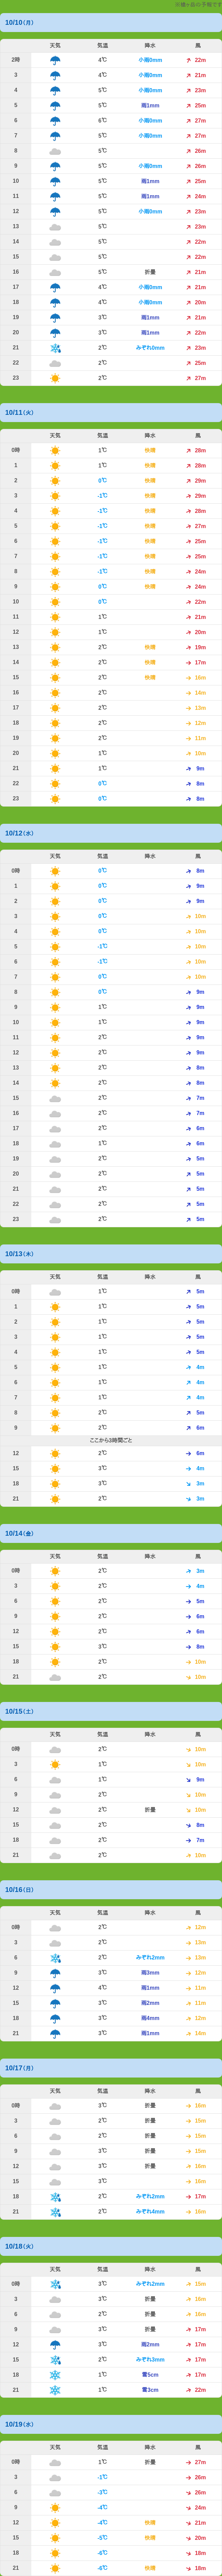 ※槍ヶ岳の予報です
10/10(月)
天気 気温 降水 風
2時 4℃ 小雨0mm 22m
3 4℃ 小雨0mm 21m
4 5℃ 小雨0mm 23m
5 5℃ 雨1mm 25m
6 6℃ 小雨0mm 27m
7 5℃ 小雨0mm 27m
8 5℃ 26m
9 5℃ 小雨0mm 26m
10 5℃ 雨1mm 25m
11 5℃ 雨1mm 24m
12 5℃ 小雨0mm 23m
13 5℃ 23m
14 5℃ 22m
15 5℃ 22m
16 5℃ 折曇 21m
17 4℃ 小雨0mm 21m
18 4℃ 小雨0mm 20m
19 3℃ 雨1mm 21m
20 3℃ 雨1mm 22m
21 2℃ みぞれ0mm 23m
22 2℃ 25m
23 2℃ 27m
10/11(火)
天気 気温 降水 風
0時 1℃ 快晴 28m
1 1℃ 快晴 28m
2 0℃ 快晴 29m
3 -1℃ 快晴 29m
4 -1℃ 快晴 28m
5 -1℃ 快晴 27m
6 -1℃ 快晴 25m
7 -1℃ 快晴 25m
8 -1℃ 快晴 24m
9 0℃ 快晴 24m
10 0℃ 22m
11 1℃ 21m
12 1℃ 20m
13 2℃ 快晴 19m
14 2℃ 快晴 17m
15 2℃ 快晴 16m
16 2℃ 14m
17 2℃ 13m
18 2℃ 12m
19 2℃ 11m
20 1℃ 10m
21 1℃ 9m
22 0℃ 8m
23 0℃ 8m
10/12(水)
天気 気温 降水 風
0時 0℃ 8m
1 0℃ 9m
2 0℃ 9m
3 0℃ 10m
4 0℃ 10m
5 -1℃ 10m
6 -1℃ 10m
7 0℃ 10m
8 0℃ 9m
9 1℃ 9m
10 1℃ 9m
11 2℃ 9m
12 2℃ 9m
13 2℃ 8m
14 2℃ 8m
15 2℃ 7m
16 2℃ 7m
17 2℃ 6m
18 1℃ 6m
19 2℃ 5m
20 2℃ 5m
21 2℃ 5m
22 2℃ 5m
23 2℃ 5m
10/13(木)
天気 気温 降水 風
0時 1℃ 5m
1 1℃ 5m
2 1℃ 5m
3 1℃ 5m
4 1℃ 5m
5 1℃ 4m
6 1℃ 4m
7 1℃ 4m
8 2℃ 5m
9 2℃ 6m
ここから3時間ごと
12 2℃ 6m
15 3℃ 4m
18 3℃ 3m
21 2℃ 3m
10/14(金)
天気 気温 降水 風
0時 2℃ 3m
3 2℃ 4m
6 2℃ 5m
9 2℃ 6m
12 2℃ 6m
15 3℃ 8m
18 2℃ 10m
21 2℃ 10m
10/15(土)
天気 気温 降水 風
0時 2℃ 10m
3 1℃ 10m
6 1℃ 9m
9 2℃ 10m
12 2℃ 折曇 10m
15 2℃ 8m
18 2℃ 7m
21 2℃ 10m
10/16(日)
天気 気温 降水 風
0時 2℃ 12m
3 2℃ 13m
6 2℃ みぞれ2mm 13m
9 3℃ 雨3mm 12m
12 4℃ 雨1mm 11m
15 3℃ 雨2mm 11m
18 3℃ 雨4mm 12m
21 3℃ 雨1mm 14m
10/17(月)
天気 気温 降水 風
0時 3℃ 折曇 16m
3 2℃ 折曇 15m
6 2℃ 折曇 15m
9 3℃ 折曇 15m
12 3℃ 折曇 16m
15 3℃ 16m
18 2℃ みぞれ2mm 17m
21 2℃ みぞれ4mm 16m
10/18(火)
天気 気温 降水 風
0時 3℃ みぞれ2mm 15m
3 3℃ 折曇 16m
6 2℃ 折曇 16m
9 3℃ 折曇 17m
12 3℃ 雨2mm 17m
15 2℃ みぞれ3mm 17m
18 1℃ 雪5cm 17m
21 1℃ 雪3cm 22m
10/19(水)
天気 気温 降水 風
0時 1℃ 折曇 27m
3 -1℃ 26m
6 -3℃ 26m
9 -4℃ 24m
12 -4℃ 快晴 21m
15 -5℃ 快晴 20m
18 -6℃ 18m
21 -6℃ 快晴 18m